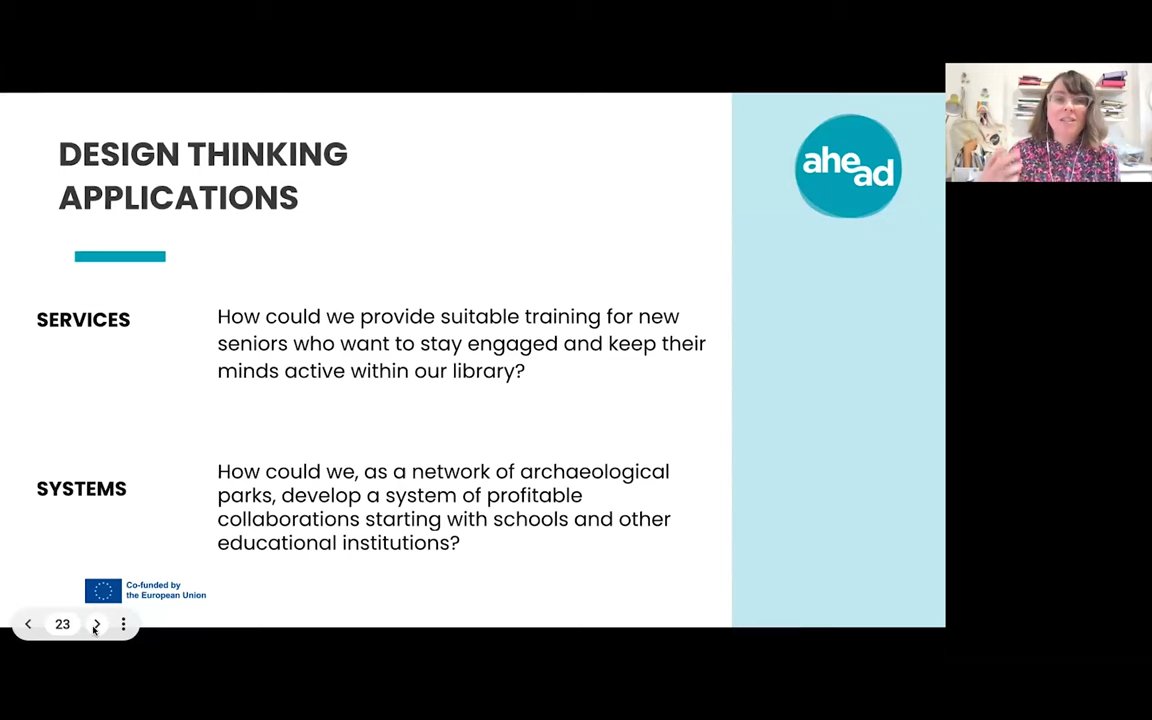 DESIGN THINKING
APPLICATIONS
ahead
SERVICES
How could we provide suitable training for new
seniors who want to stay engaged and keep their
minds active within our library?
SYSTEMS
How could we, as a network of archaeological
parks, develop a system of profitable
collaborations starting with schools and other
educational institutions?
Co-funded by
the European Union
23